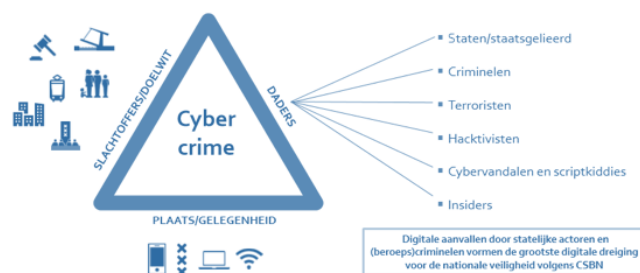 SLACHTOFFERS/DOELWIT
Cyber
crime
DADERS
PLAATS/GELEGENHEID
▪ Staten/staatsgelieerd
▪ Criminelen
▪ Terroristen
▪ Hacktivisten
▪ Cybervandalen en scriptkiddies
▪ Insiders
Digitale aanvallen door statelijke actoren en
(beroeps)criminelen vormen de grootste digitale dreiging
voor de nationale veiligheid volgens CSBN